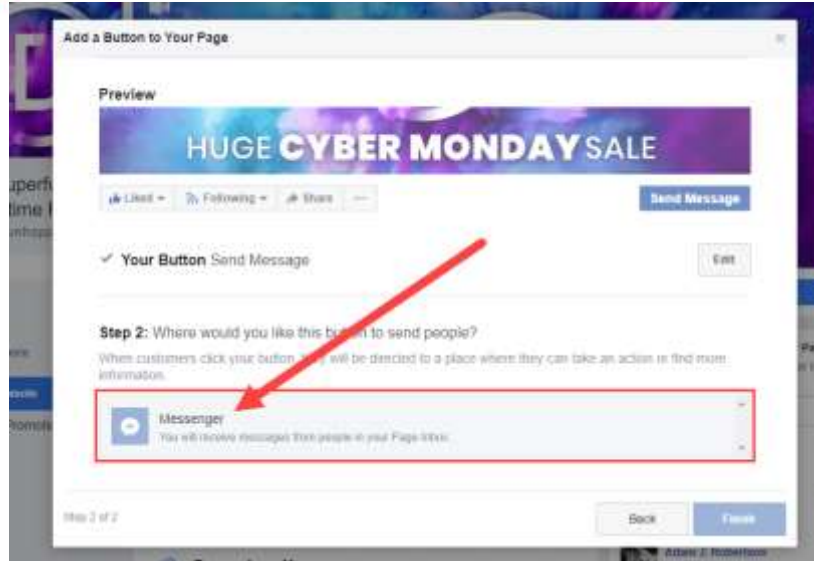 Add a Button to Your Page
Preview
HUGE CYBER MONDAY SALE
Liked Following Share
Send Message
Your Button Send Message
Edit
Step 2: Where would you like this button to send people?
When customers click your button, they will be directed to a place where they can take an action or find more
information.
Messenger
You will receive messages from people in your Page Inbox.
Step 2 of 2
Back Finish
Adam J. Robertson